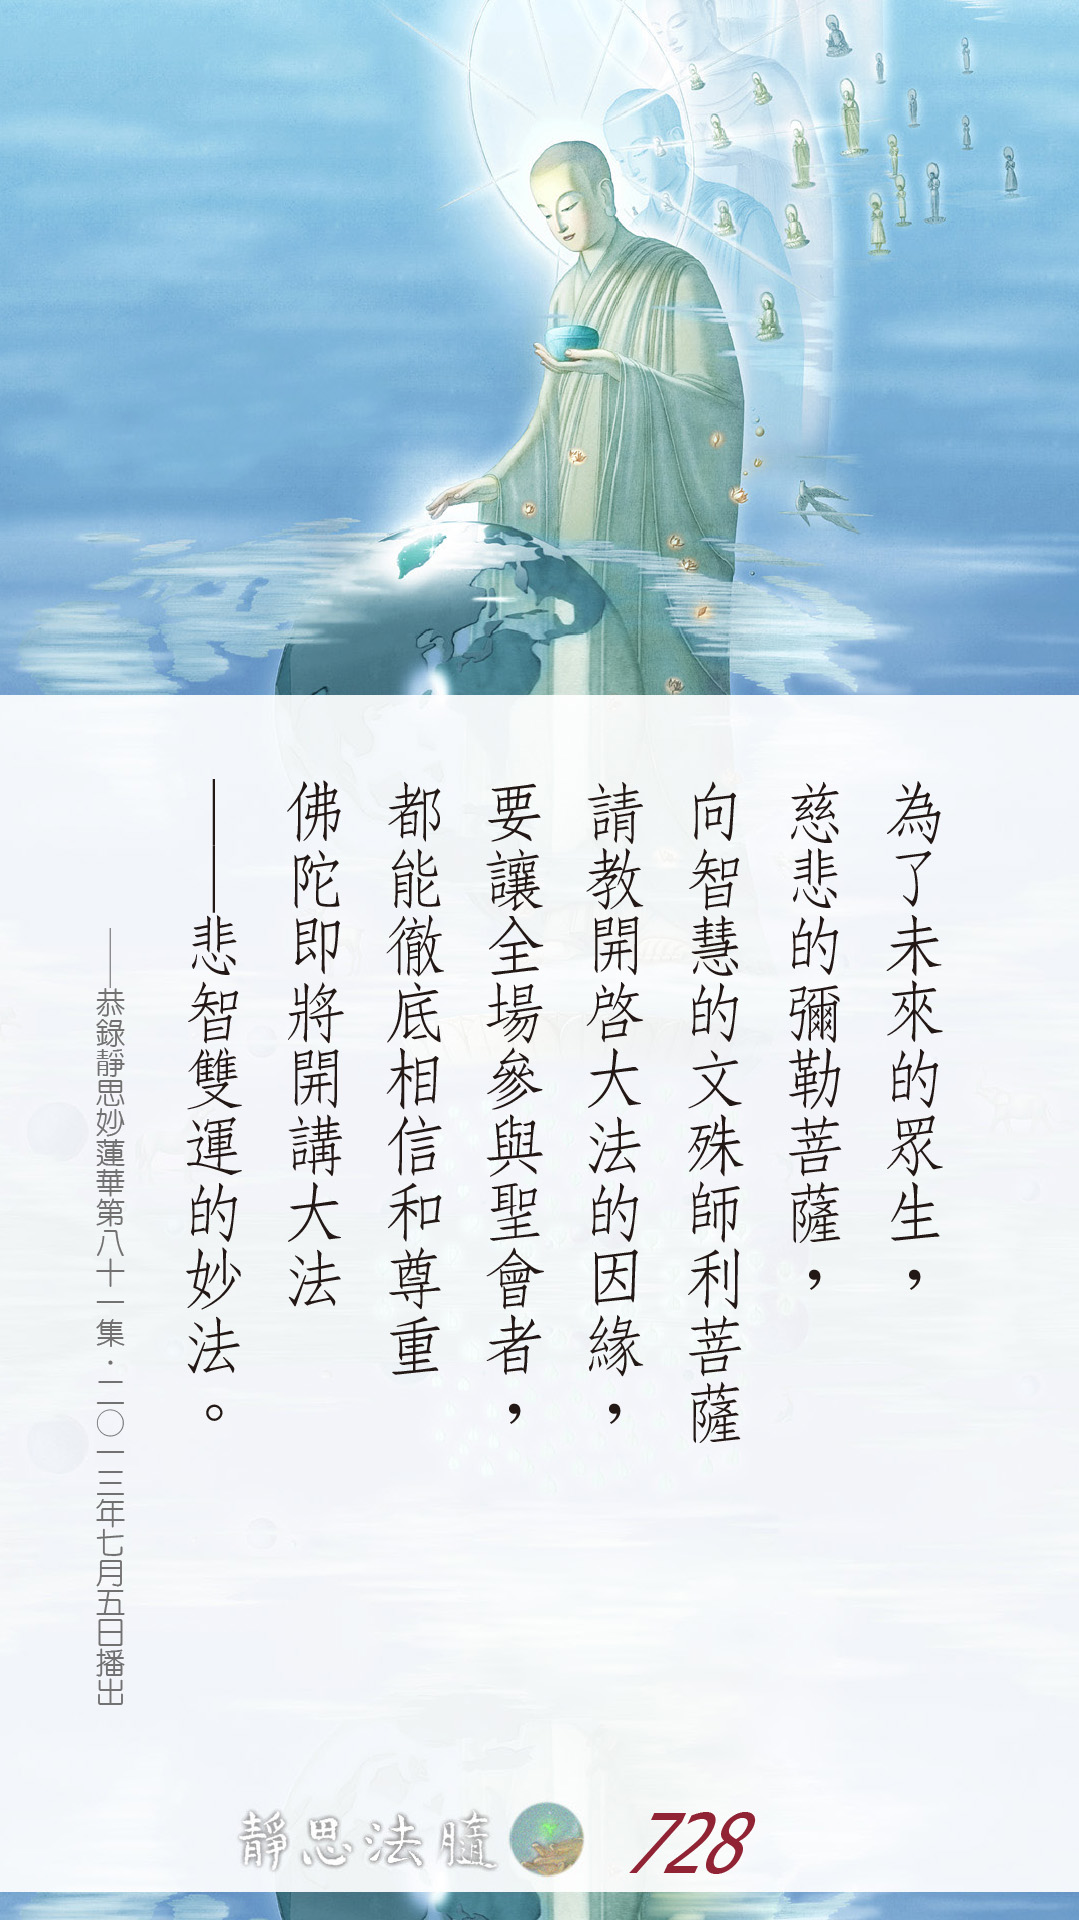 為了未來的眾生，
慈悲的彌勒菩薩，
向智慧的文殊師利菩薩
請教開啓大法的因緣，
要讓全場參與聖會者，
都能徹底相信和尊重
佛陀即將開講大法
——悲智雙運的妙法。
——恭錄靜思妙蓮華第八十一集·二〇一三年七月五日播出
靜思法髓
728